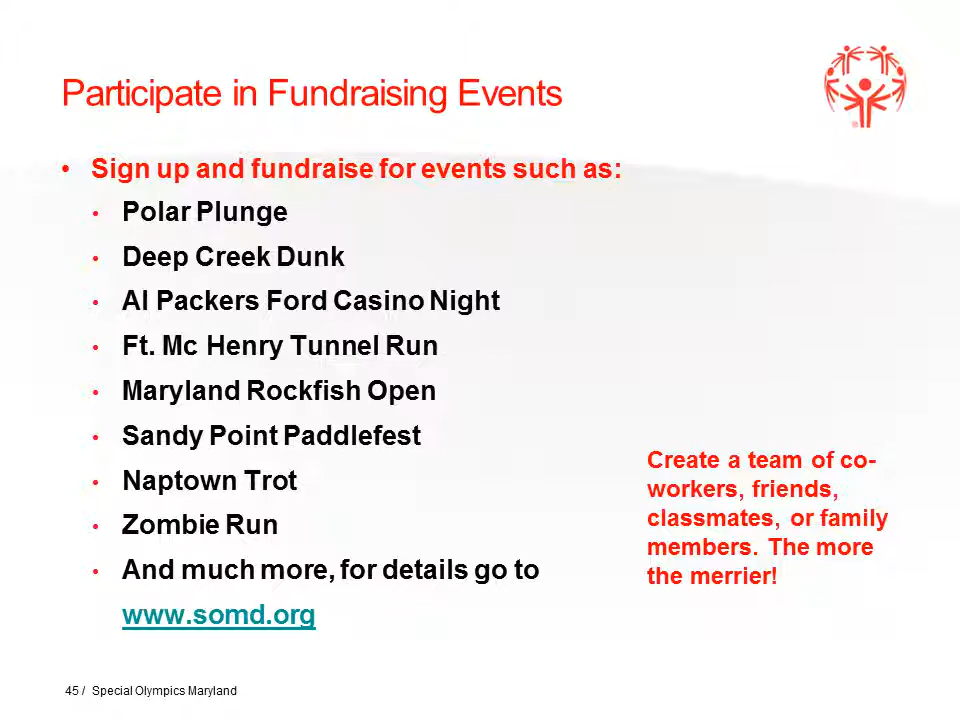 Participate in Fundraising Events
• Sign up and fundraise for events such as:
• Polar Plunge
• Deep Creek Dunk
• Al Packers Ford Casino Night
• Ft. Mc Henry Tunnel Run
• Maryland Rockfish Open
• Sandy Point Paddlefest
• Naptown Trot
• Zombie Run
• And much more, for details go to
www.somd.org
Create a team of co-
workers, friends,
classmates, or family
members. The more
the merrier!
45 / Special Olympics Maryland